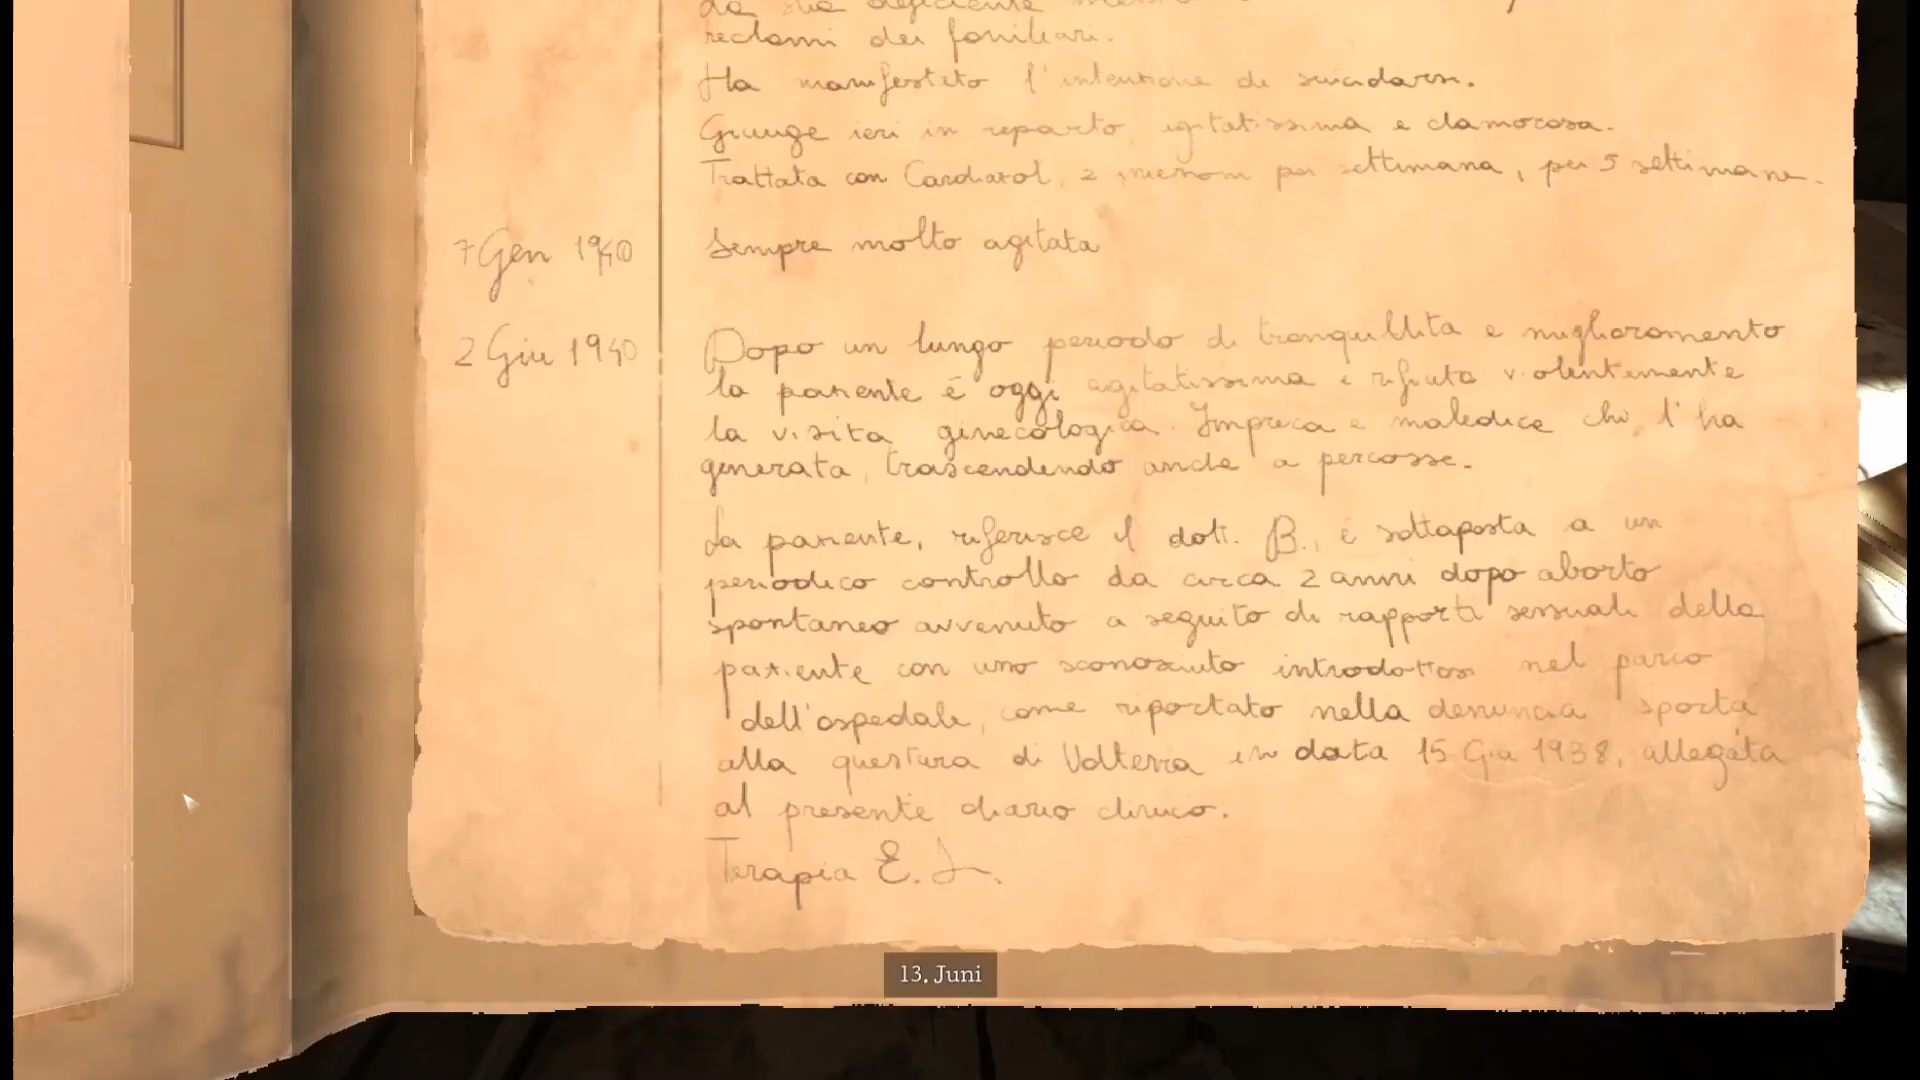 reclami dei familiari.
Ha manifestato l'intenzione di suicidarsi.
Giunge ieri in reparto, agitatissima e clamorosa.
Trattata con Cardiazol, 2 iniezioni per settimana, per 5 settimane.
7 Gen 1940 Sempre molto agitata
2 Giu 1940 Dopo un lungo periodo di tranquillita e miglioramento
la paziente é oggi agitatissima e rifiuta violentemente
la visita ginecologica. Impreca e maledice chi l'ha
generata, trascendendo anche a percosse.
La paziente, riferisce il dott. B., é sottoposta a un
periodico controllo da circa 2 anni dopo aborto
spontaneo avvenuto a seguito di rapporti sessuali della
paziente con uno sconosciuto introdottosi nel parco
dell'ospedale, come riportato nella denuncia sporta
alla questura di Volterra in data 15 Giu 1938, allegata
al presente diario clinico.
Terapia E.
13. Juni